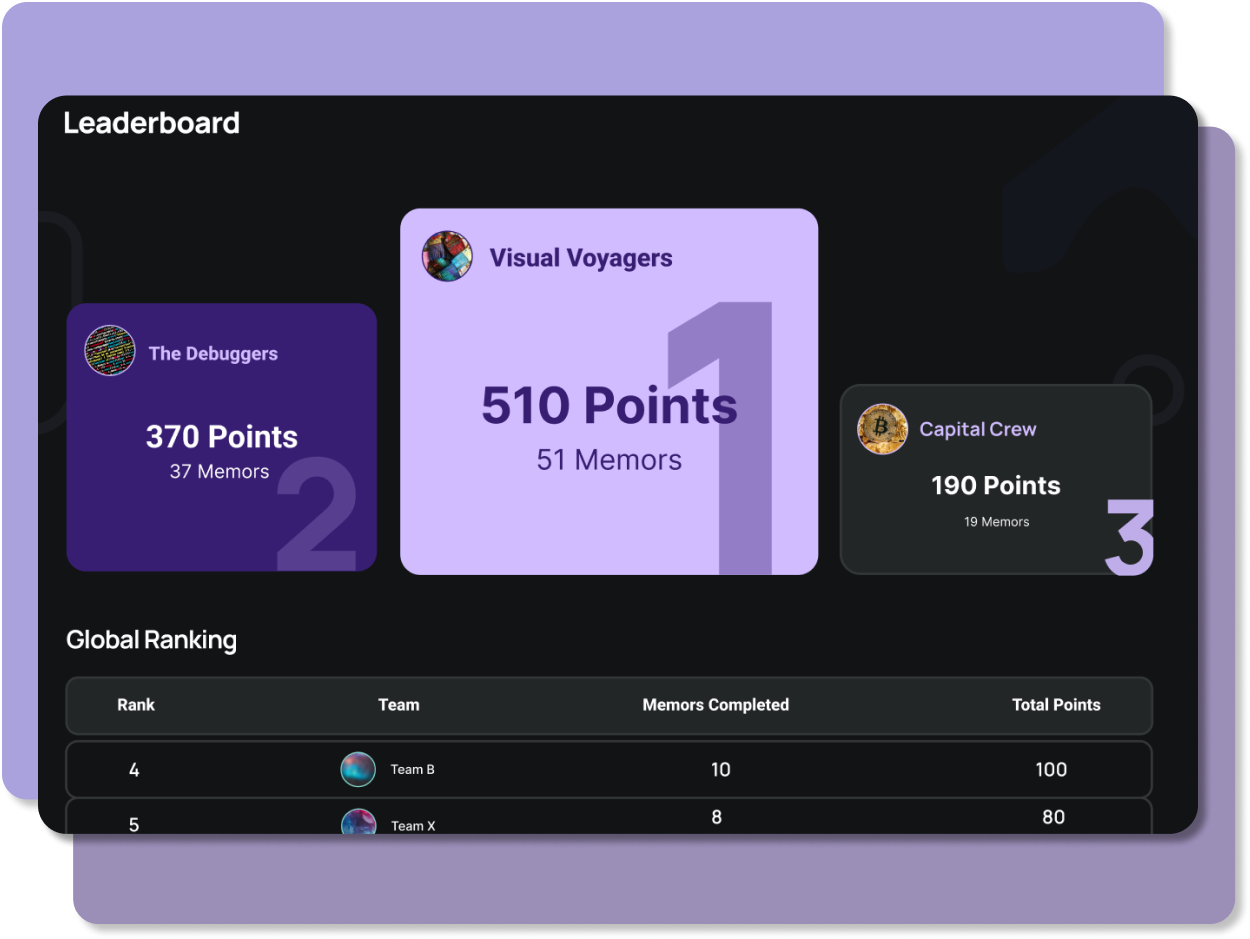 Leaderboard
Visual Voyagers
510 Points
51 Memors
1
The Debuggers
370 Points
37 Memors
2
Capital Crew
190 Points
19 Memors
3
Global Ranking
Rank Team Memors Completed Total Points
4 Team B 10 100
5 Team X 8 80